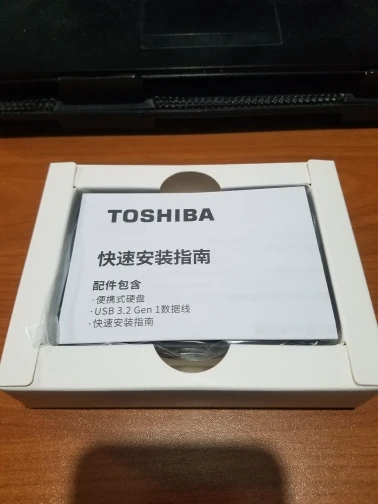 TOSHIBA
快速安装指南
配件包含
·便携式硬盘
·USB 3.2 Gen 1数据线
·快速安装指南